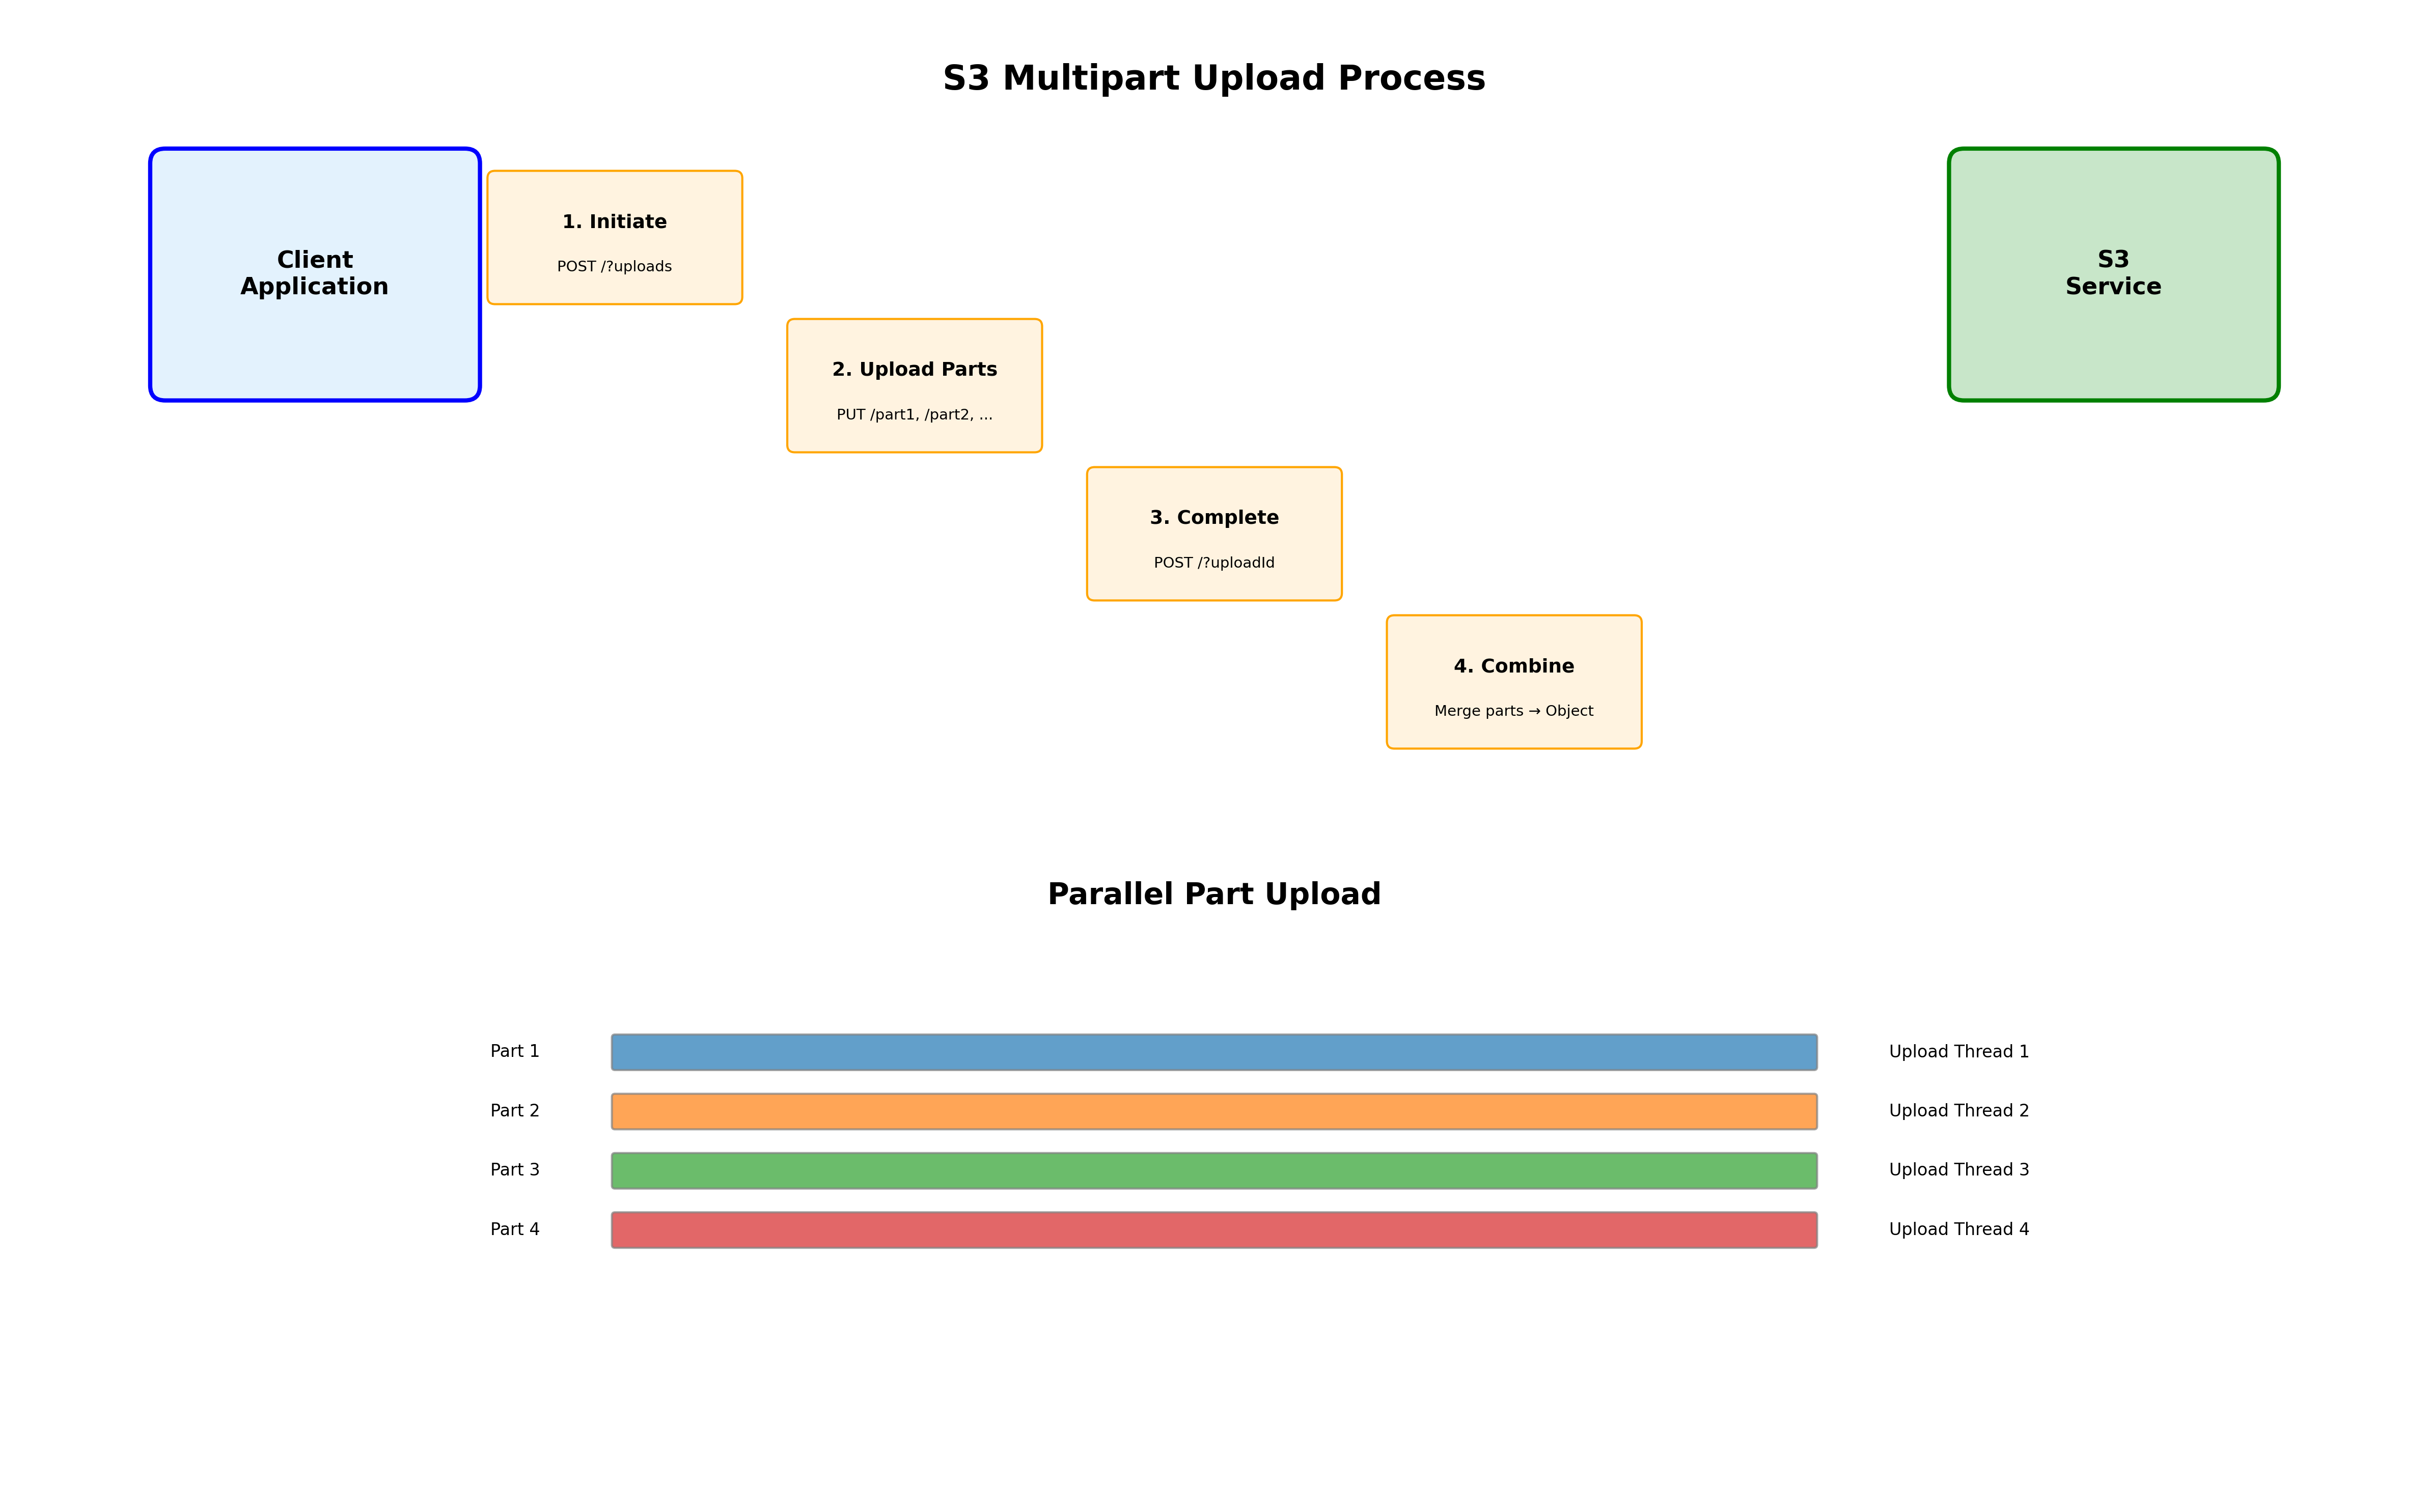 S3 Multipart Upload Process
Client
Application
1. Initiate
POST /?uploads
2. Upload Parts
PUT /part1, /part2, ...
3. Complete
POST /?uploadId
4. Combine
Merge parts → Object
S3
Service
Parallel Part Upload
Part 1
Upload Thread 1
Part 2
Upload Thread 2
Part 3
Upload Thread 3
Part 4
Upload Thread 4